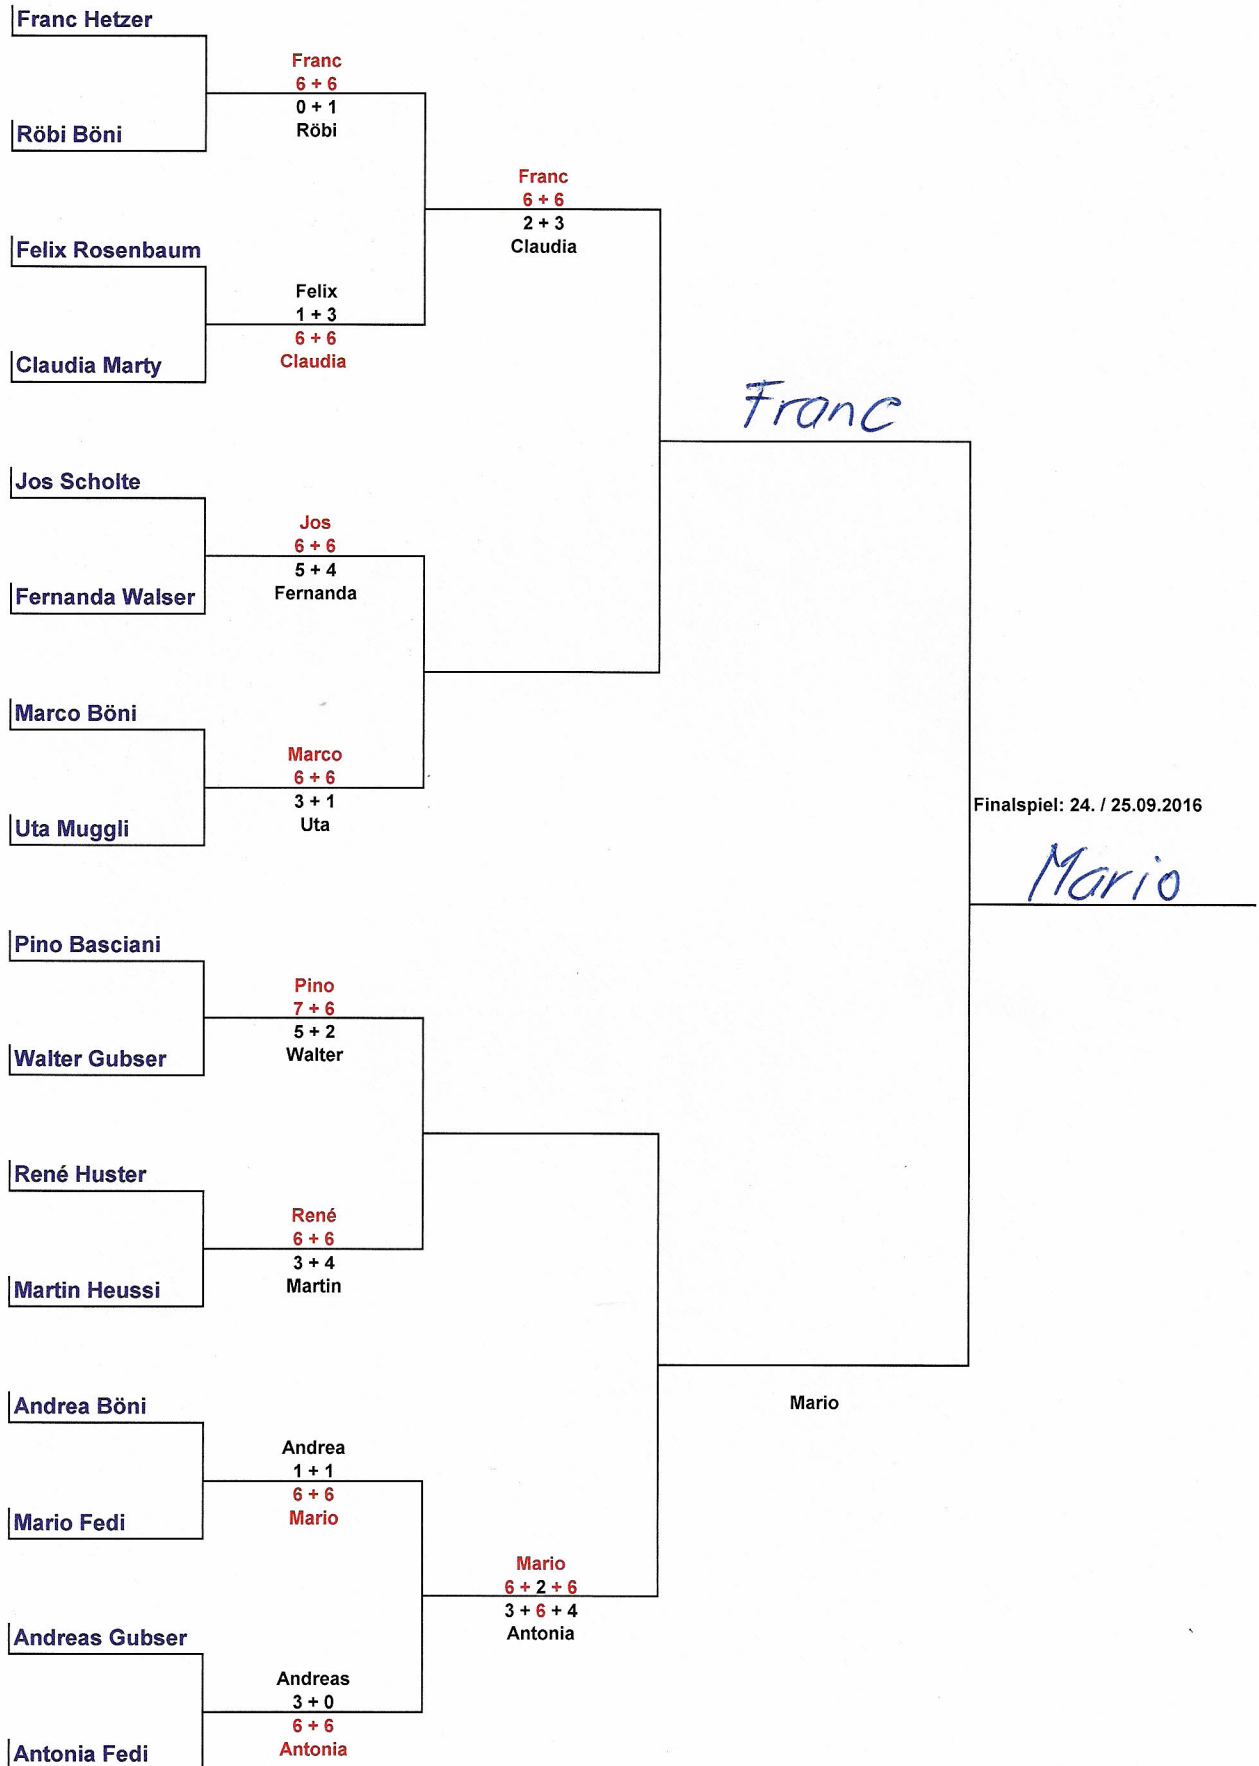 Franc Hetzer
Franc
6 + 6
0 + 1
Röbi
Röbi Böni
Franc
6 + 6
2 + 3
Claudia
Felix Rosenbaum
Felix
1 + 3
6 + 6
Claudia
Claudia Marty
Franc
Jos Scholte
Jos
6 + 6
5 + 4
Fernanda
Fernanda Walser
Marco Böni
Marco
6 + 6
3 + 1
Uta
Uta Muggli
Finalspiel: 24. / 25.09.2016
Mario
Pino Basciani
Pino
7 + 6
5 + 2
Walter
Walter Gubser
René Huster
René
6 + 6
3 + 4
Martin
Martin Heussi
Mario
Andrea Böni
Andrea
1 + 1
6 + 6
Mario
Mario Fedi
Mario
6 + 2 + 6
3 + 6 + 4
Antonia
Andreas Gubser
Andreas
3 + 0
6 + 6
Antonia
Antonia Fedi